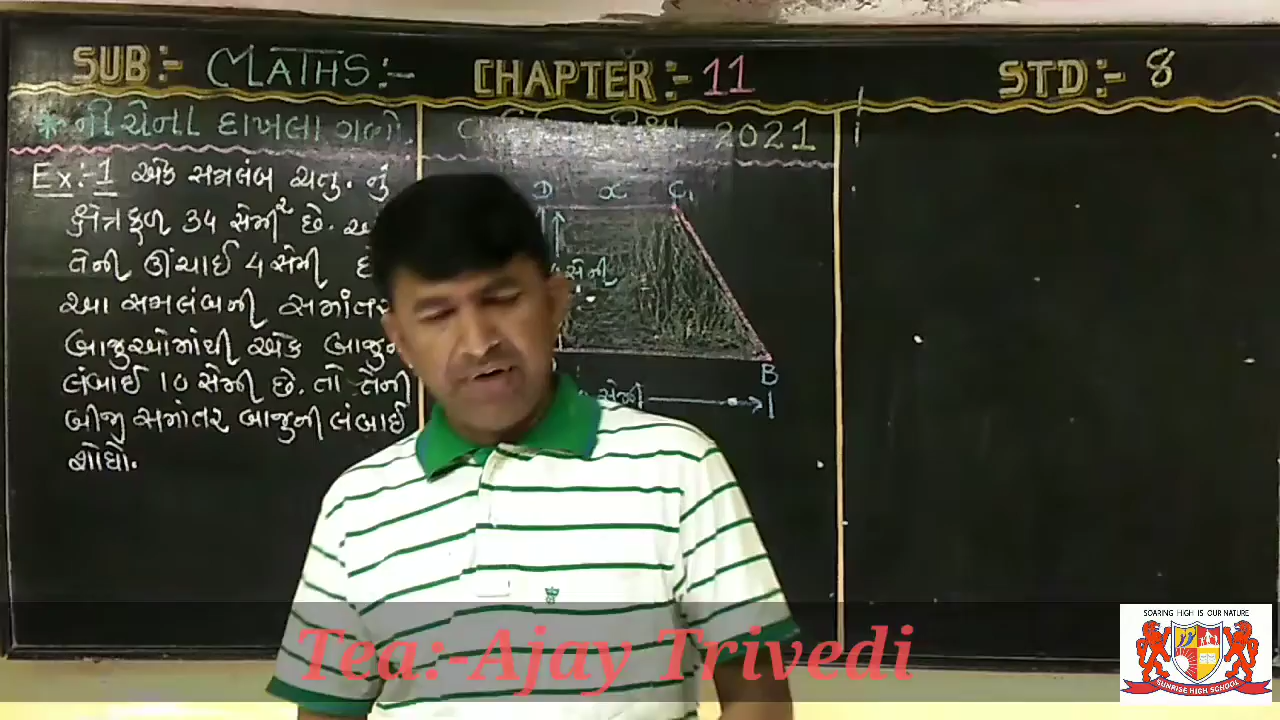 SUB:- MATHS:-
CHAPTER:- 11
STD:- 8
* નીચેના દાખલા ગણો.
2021
Ex:-1 એક સમલંબ ચતુ. નું
ક્ષેત્રફળ 34 સેમી² છે.
તેની ઊંચાઈ 4 સેમી
આ સમલંબની સમાંતર
બાજુઓમાંથી એક
લંબાઈ 10 સેમી છે. તો તેની
બીજી સમાંતર બાજુની લંબાઈ
શોધો.
D x C
સેમી
B
સેમી
Tea:-Ajay Trivedi
SOARING HIGH IS OUR NATURE
SUNRISE HIGH SCHOOL